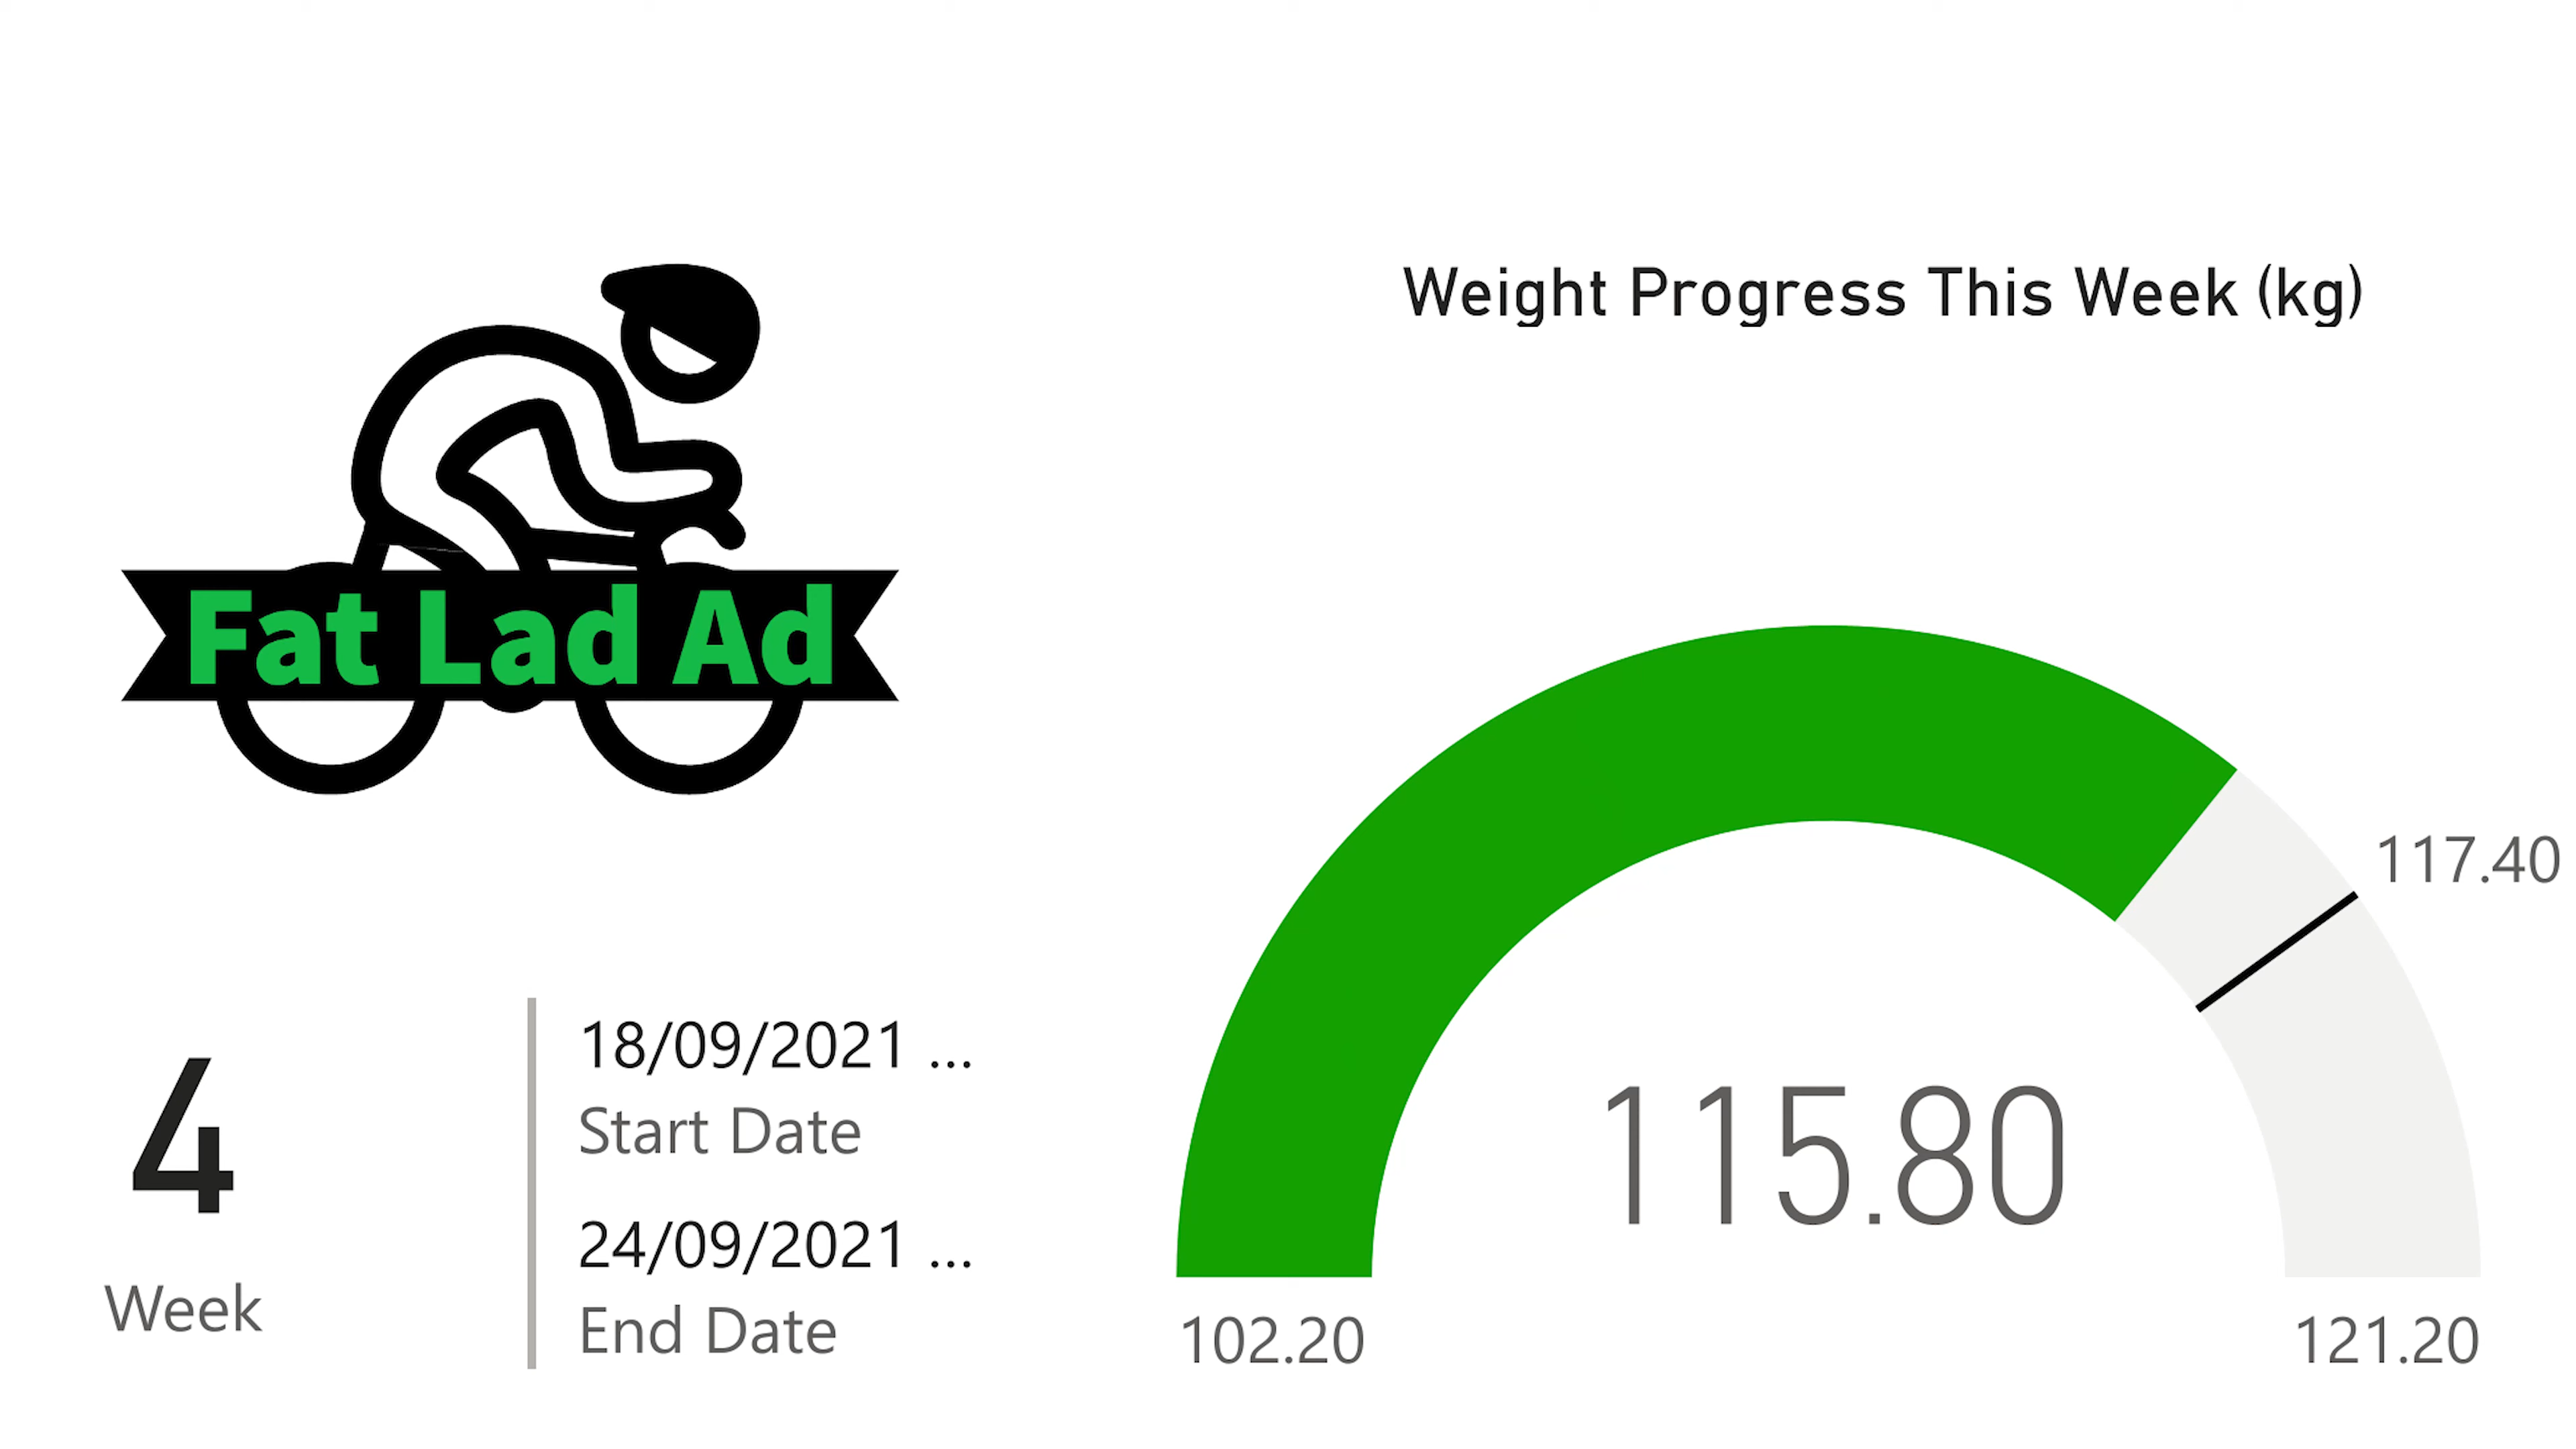 Fat Lad Ad
4
Week
18/09/2021 ...
Start Date
24/09/2021 ...
End Date
Weight Progress This Week (kg)
117.40
115.80
102.20
121.20